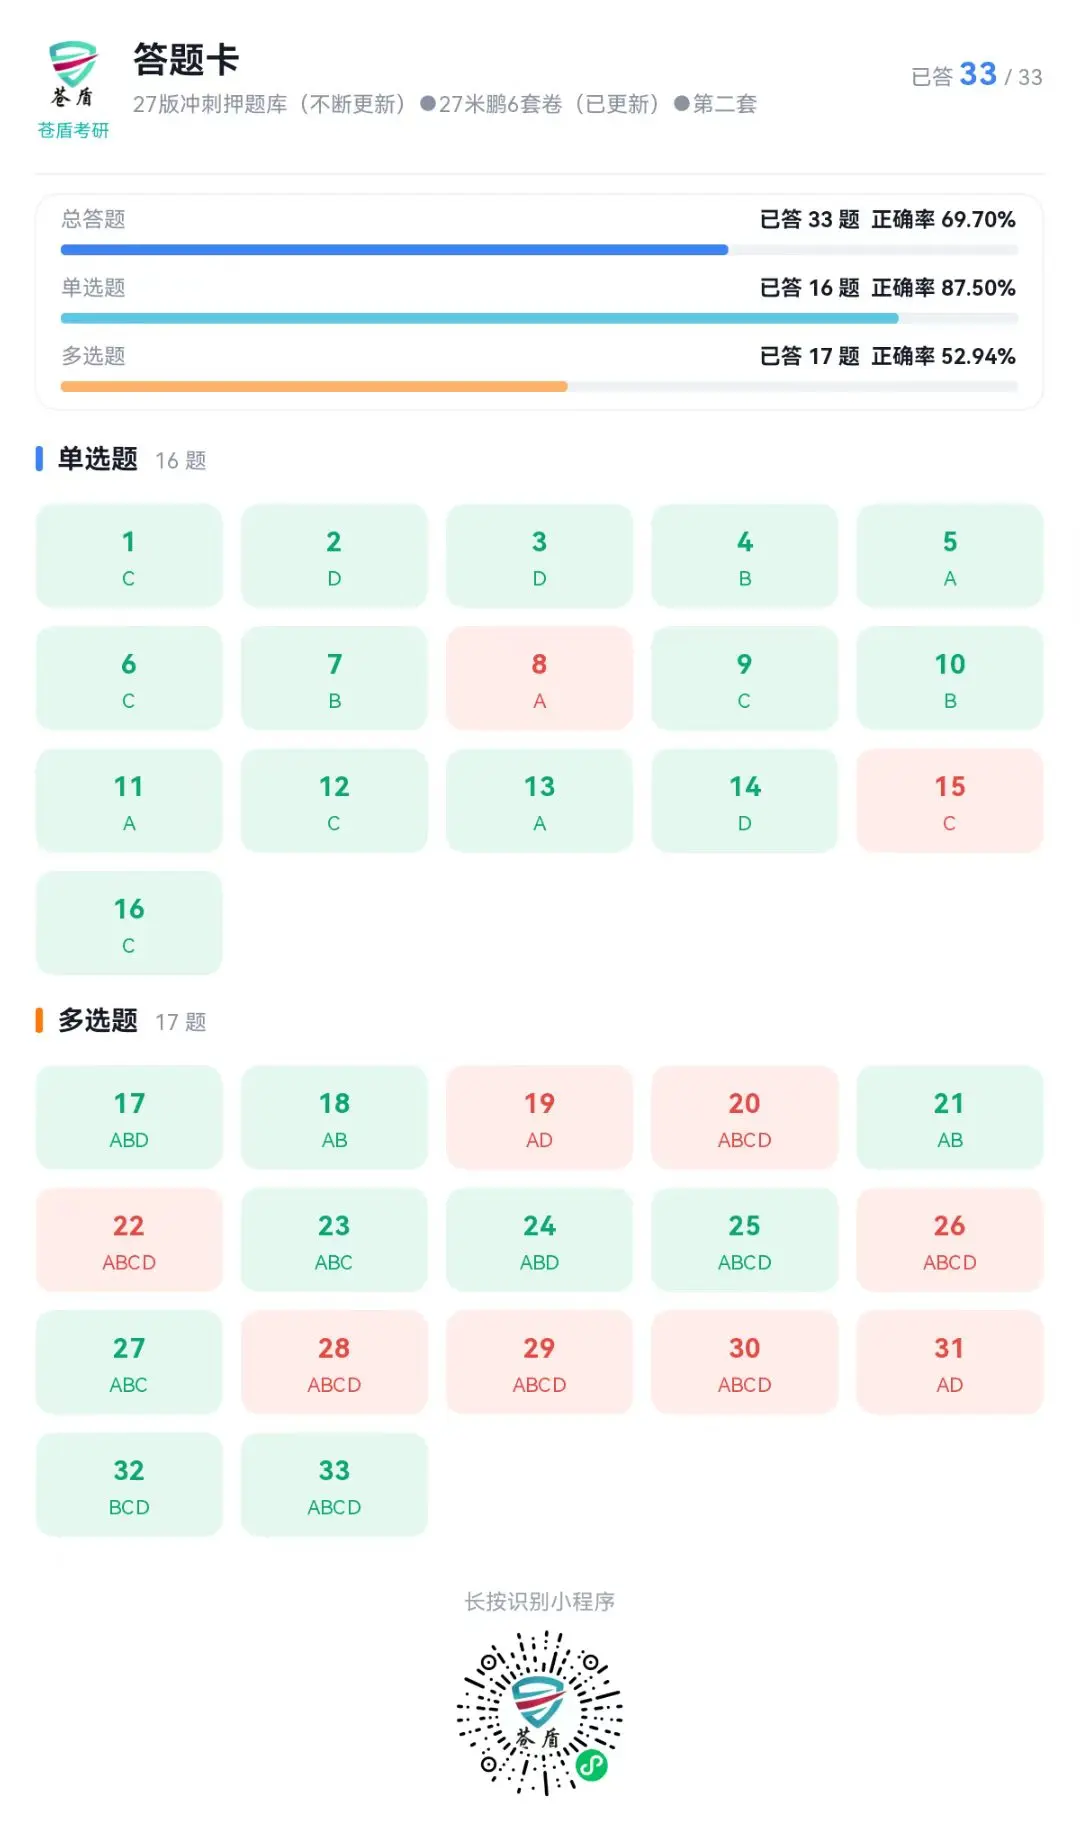 答题卡
已答 33 / 33
苍盾
27版冲刺押题库（不断更新）●27米鹏6套卷（已更新）●第二套
苍盾考研
总答题 已答 33 题 正确率 69.70%
单选题 已答 16 题 正确率 87.50%
多选题 已答 17 题 正确率 52.94%
单选题 16 题
1 2 3 4 5
C D D B A
6 7 8 9 10
C B A C B
11 12 13 14 15
A C A D C
16
C
多选题 17 题
17 18 19 20 21
ABD AB AD ABCD AB
22 23 24 25 26
ABCD ABC ABD ABCD ABCD
27 28 29 30 31
ABC ABCD ABCD ABCD AD
32 33
BCD ABCD
长按识别小程序
苍盾